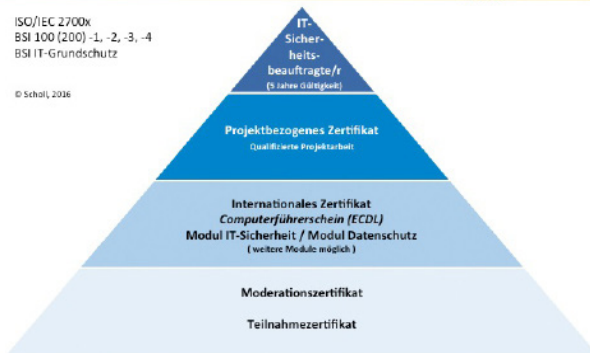 ISO/IEC 2700x
BSI 100 (200) -1, -2, -3, -4
BSI IT-Grundschutz
© Scholl, 2016
IT-
Sicher-
heits-
beauftragte/r
(5 Jahre Gültigkeit)
Projektbezogenes Zertifikat
Qualifizierte Projektarbeit
Internationales Zertifikat
Computerführerschein (ECDL)
Modul IT-Sicherheit / Modul Datenschutz
( weitere Module möglich )
Moderationszertifikat
Teilnahmezertifikat